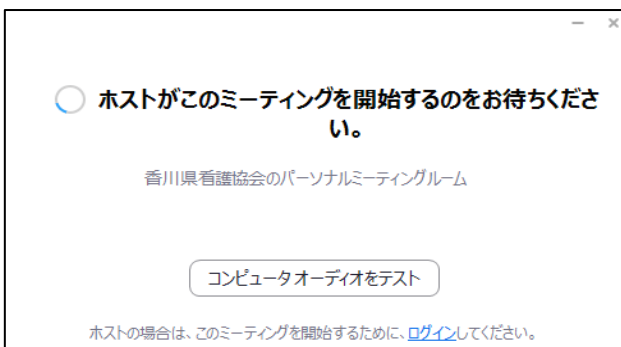 ホストがこのミーティングを開始するのをお待ちくださ
い。
香川県看護協会のパーソナルミーティングルーム
コンピュータオーディオをテスト
ホストの場合は、このミーティングを開始するために、ログインしてください。